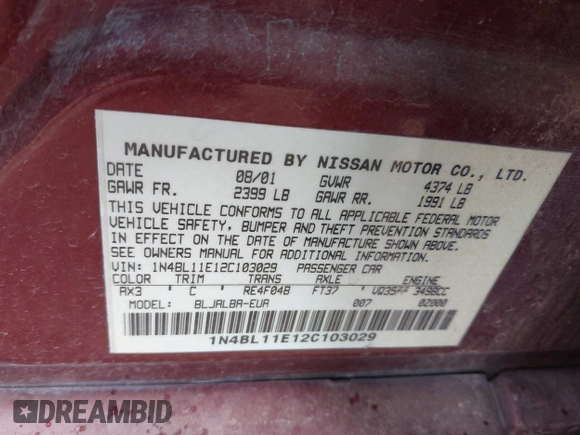 MANUFACTURED BY NISSAN MOTOR CO., LTD.
DATE 08/01 GVWR 4374 LB
GAWR FR. 2399 LB GAWR RR. 1991 LB
THIS VEHICLE CONFORMS TO ALL APPLICABLE FEDERAL MOTOR
VEHICLE SAFETY, BUMPER AND THEFT PREVENTION STANDARDS
IN EFFECT ON THE DATE OF MANUFACTURE SHOWN ABOVE.
SEE OWNERS MANUAL FOR ADDITIONAL INFORMATION.
VIN: 1N4BL11E12C103029 PASSENGER CAR
COLOR TRIM TRANS AXLE ENGINE
AX3 ' C ' RE4F04B FT37 ' VQ35** 3498CC
MODEL: BLJALBA-EUA 007 02000
1N4BL11E12C103029
DREAMBID